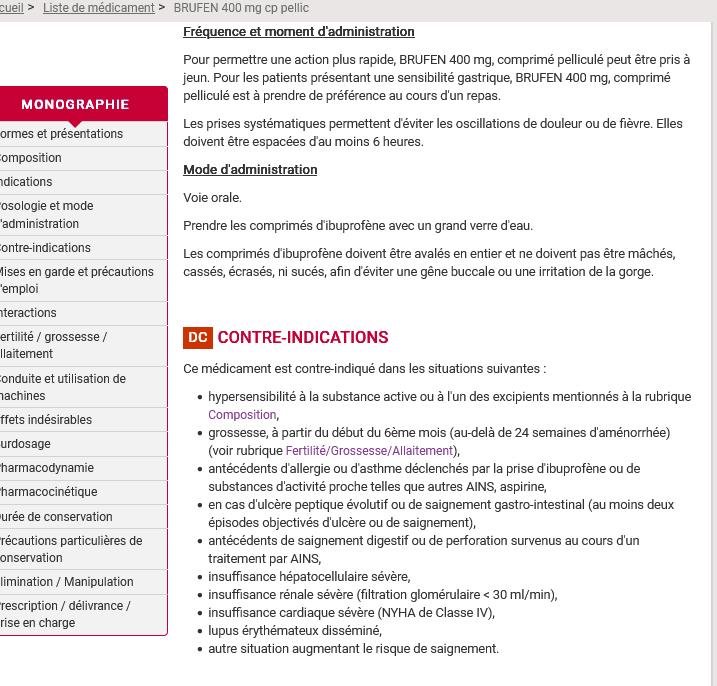 cueil > Liste de médicament > BRUFEN 400 mg cp pellic
MONOGRAPHIE
ormes et présentations
omposition
ndications
osologie et mode
'administration
ontre-indications
ises en garde et précautions
'emploi
nteractions
ertilité / grossesse /
llaitement
onduite et utilisation de
machines
ffets indésirables
urdosage
harmacodynamie
harmacocinétique
urée de conservation
récautions particulières de
onservation
limination / Manipulation
rescription / délivrance /
rise en charge
Fréquence et moment d'administration
Pour permettre une action plus rapide, BRUFEN 400 mg, comprimé pelliculé peut être pris à
jeun. Pour les patients présentant une sensibilité gastrique, BRUFEN 400 mg, comprimé
pelliculé est à prendre de préférence au cours d'un repas.
Les prises systématiques permettent d'éviter les oscillations de douleur ou de fièvre. Elles
doivent être espacées d'au moins 6 heures.
Mode d'administration
Voie orale.
Prendre les comprimés d'ibuprofène avec un grand verre d'eau.
Les comprimés d'ibuprofène doivent être avalés en entier et ne doivent pas être mâchés,
cassés, écrasés, ni sucés, afin d'éviter une gêne buccale ou une irritation de la gorge.
DC CONTRE-INDICATIONS
Ce médicament est contre-indiqué dans les situations suivantes :
• hypersensibilité à la substance active ou à l'un des excipients mentionnés à la rubrique
Composition,
• grossesse, à partir du début du 6ème mois (au-delà de 24 semaines d'aménorrhée)
(voir rubrique Fertilité/Grossesse/Allaitement),
• antécédents d'allergie ou d'asthme déclenchés par la prise d'ibuprofène ou de
substances d'activité proche telles que autres AINS, aspirine,
• en cas d'ulcère peptique évolutif ou de saignement gastro-intestinal (au moins deux
épisodes objectivés d'ulcère ou de saignement),
• antécédents de saignement digestif ou de perforation survenus au cours d'un
traitement par AINS,
• insuffisance hépatocellulaire sévère,
• insuffisance rénale sévère (filtration glomérulaire < 30 ml/min),
• insuffisance cardiaque sévère (NYHA de Classe IV),
• lupus érythémateux disséminé,
• autre situation augmentant le risque de saignement.